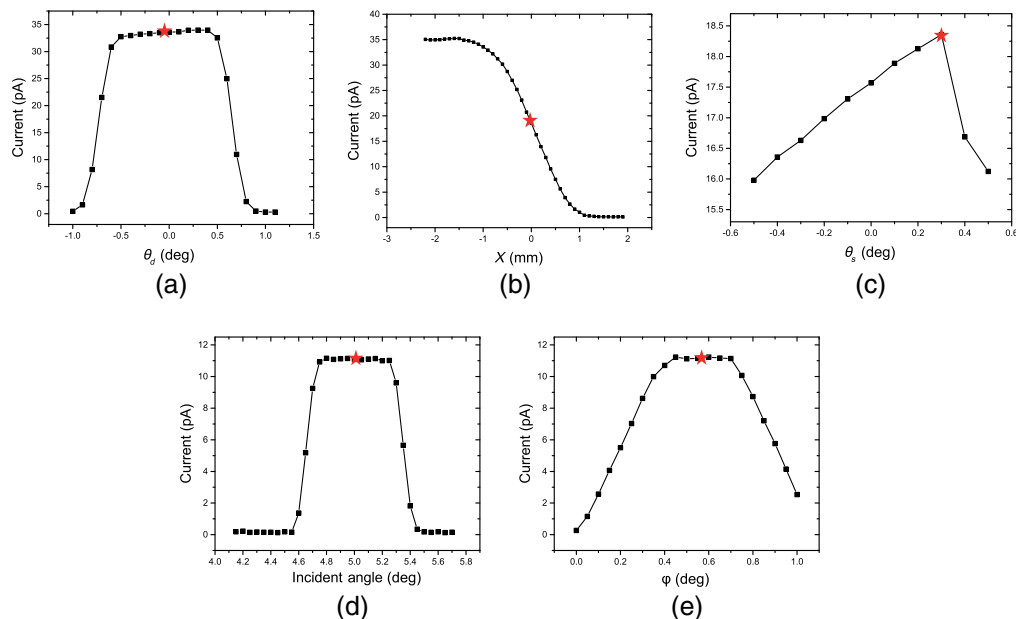 35
30
25
20
15
10
5
0
Current (pA)
-1.0 -0.5 0.0 0.5 1.0 1.5
θd (deg)
(a)
40
35
30
25
20
15
10
5
0
Current (pA)
-3 -2 -1 0 1 2 3
X (mm)
(b)
18.5
18.0
17.5
17.0
16.5
16.0
15.5
Current (pA)
-0.6 -0.4 -0.2 0.0 0.2 0.4 0.6
θs (deg)
(c)
12
10
8
6
4
2
0
Current (pA)
4.0 4.2 4.4 4.6 4.8 5.0 5.2 5.4 5.6 5.8
Incident angle (deg)
(d)
12
10
8
6
4
2
0
Current (pA)
0.0 0.2 0.4 0.6 0.8 1.0
φ (deg)
(e)